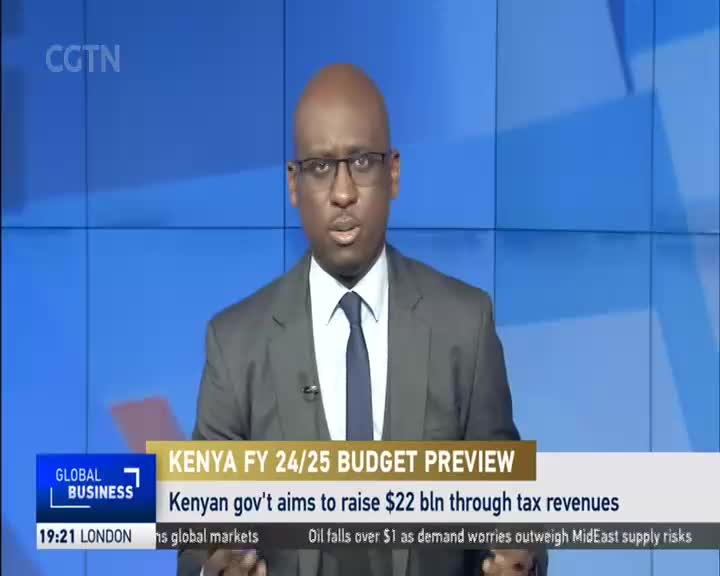 CGTN
KENYA FY 24/25 BUDGET PREVIEW
GLOBAL
BUSINESS
Kenyan gov't aims to raise $22 bln through tax revenues
19:21 LONDON
global markets Oil falls over $1 as demand worries outweigh MidEast supply risks